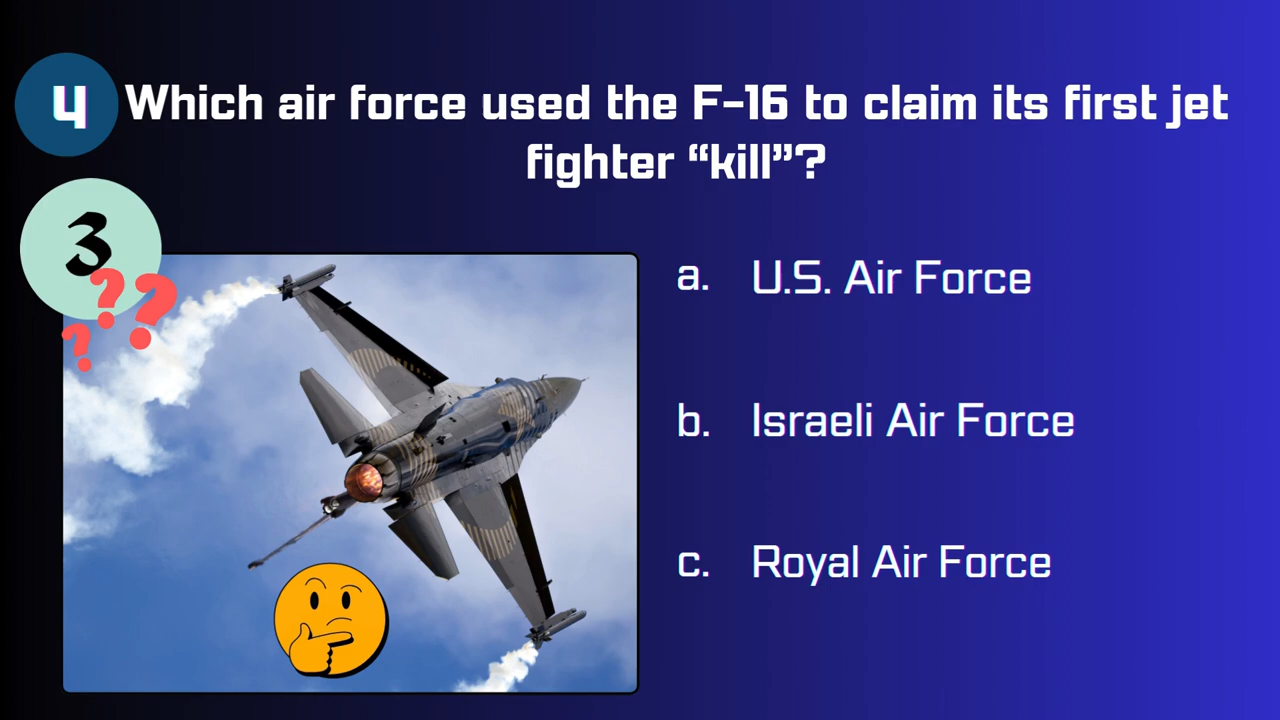 4
Which air force used the F-16 to claim its first jet
fighter “kill”?
3
???
a. U.S. Air Force
b. Israeli Air Force
c. Royal Air Force